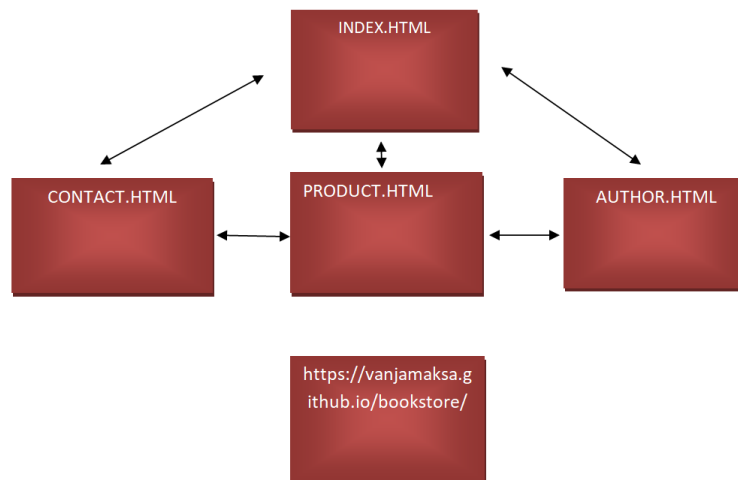 INDEX.HTML
CONTACT.HTML
PRODUCT.HTML
AUTHOR.HTML
https://vanjamaksa.g
ithub.io/bookstore/